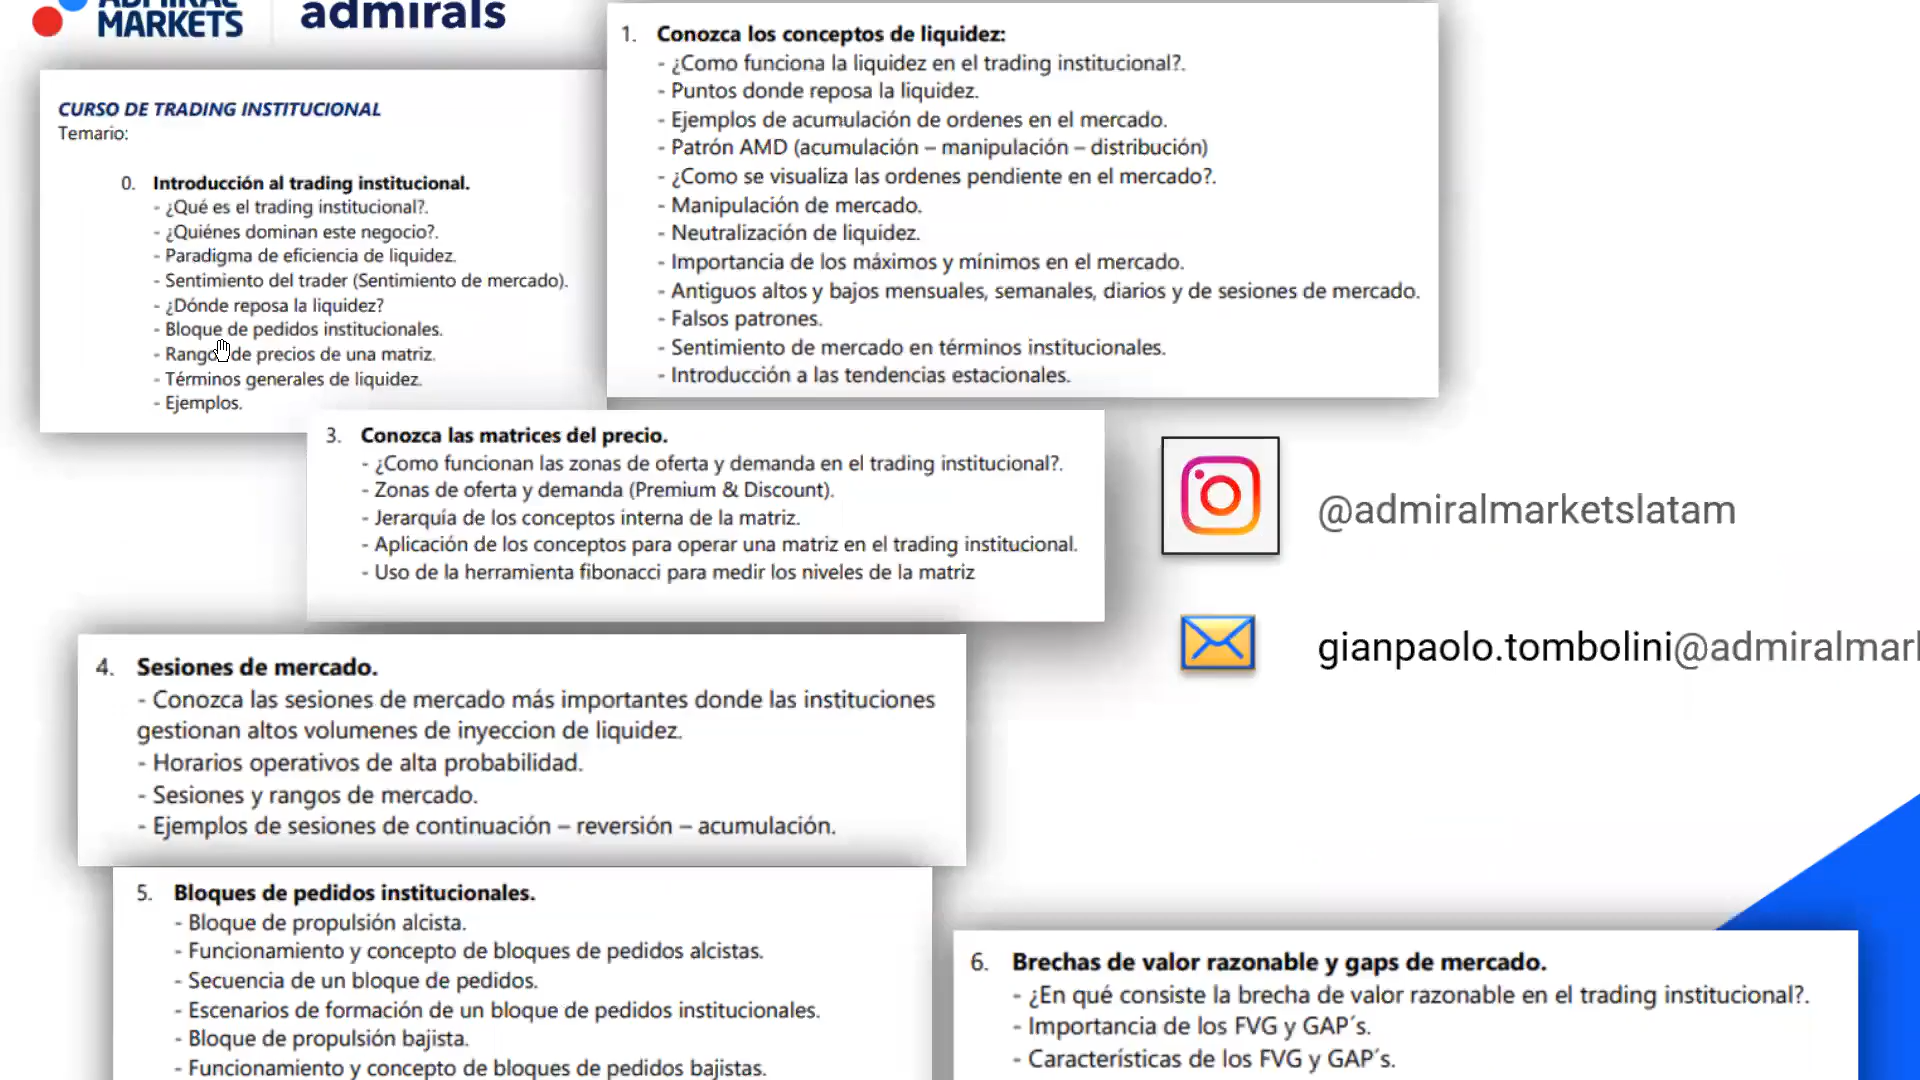 ADMIRAL
MARKETS
admirals
CURSO DE TRADING INSTITUCIONAL
Temario:
0. Introducción al trading institucional.
- ¿Qué es el trading institucional?.
- ¿Quiénes dominan este negocio?.
- Paradigma de eficiencia de liquidez.
- Sentimiento del trader (Sentimiento de mercado).
- ¿Dónde reposa la liquidez?
- Bloque de pedidos institucionales.
- Rangos de precios de una matriz.
- Términos generales de liquidez.
- Ejemplos.
1. Conozca los conceptos de liquidez:
- ¿Como funciona la liquidez en el trading institucional?.
- Puntos donde reposa la liquidez.
- Ejemplos de acumulación de ordenes en el mercado.
- Patrón AMD (acumulación – manipulación – distribución)
- ¿Como se visualiza las ordenes pendiente en el mercado?.
- Manipulación de mercado.
- Neutralización de liquidez.
- Importancia de los máximos y mínimos en el mercado.
- Antiguos altos y bajos mensuales, semanales, diarios y de sesiones de mercado.
- Falsos patrones.
- Sentimiento de mercado en términos institucionales.
- Introducción a las tendencias estacionales.
3. Conozca las matrices del precio.
- ¿Como funcionan las zonas de oferta y demanda en el trading institucional?.
- Zonas de oferta y demanda (Premium & Discount).
- Jerarquía de los conceptos interna de la matriz.
- Aplicación de los conceptos para operar una matriz en el trading institucional.
- Uso de la herramienta fibonacci para medir los niveles de la matriz
@admiralmarketslatam
gianpaolo.tombolini@admiralmark
4. Sesiones de mercado.
- Conozca las sesiones de mercado más importantes donde las instituciones
gestionan altos volumenes de inyeccion de liquidez.
- Horarios operativos de alta probabilidad.
- Sesiones y rangos de mercado.
- Ejemplos de sesiones de continuación – reversión – acumulación.
5. Bloques de pedidos institucionales.
- Bloque de propulsión alcista.
- Funcionamiento y concepto de bloques de pedidos alcistas.
- Secuencia de un bloque de pedidos.
- Escenarios de formación de un bloque de pedidos institucionales.
- Bloque de propulsión bajista.
- Funcionamiento y concepto de bloques de pedidos bajistas.
6. Brechas de valor razonable y gaps de mercado.
- ¿En qué consiste la brecha de valor razonable en el trading institucional?.
- Importancia de los FVG y GAP´s.
- Características de los FVG y GAP´s.